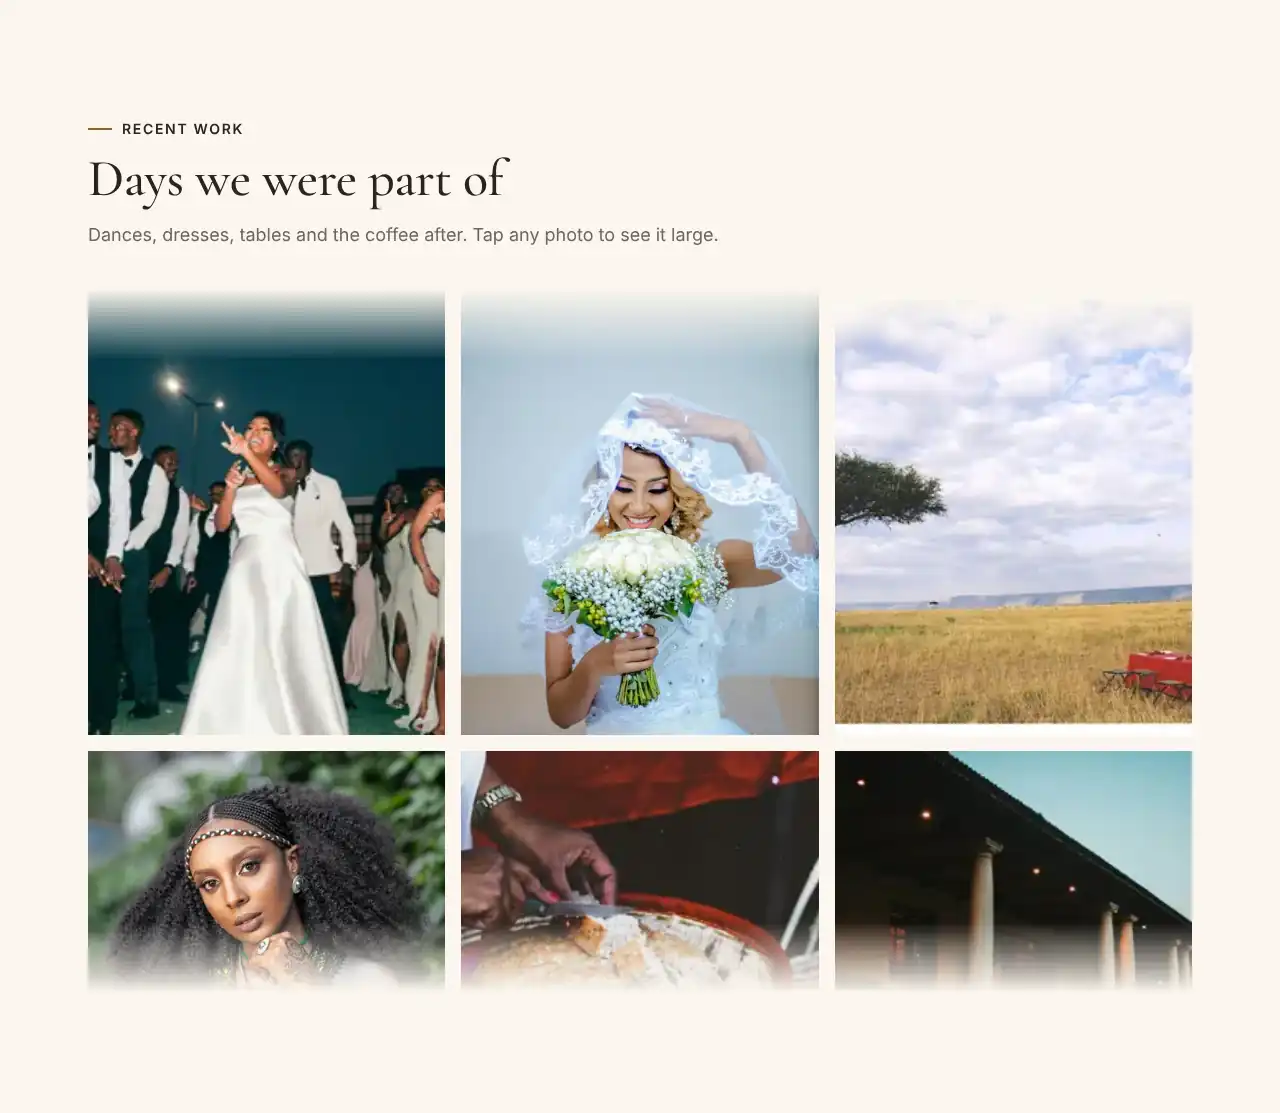 RECENT WORK
Days we were part of
Dances, dresses, tables and the coffee after. Tap any photo to see it large.